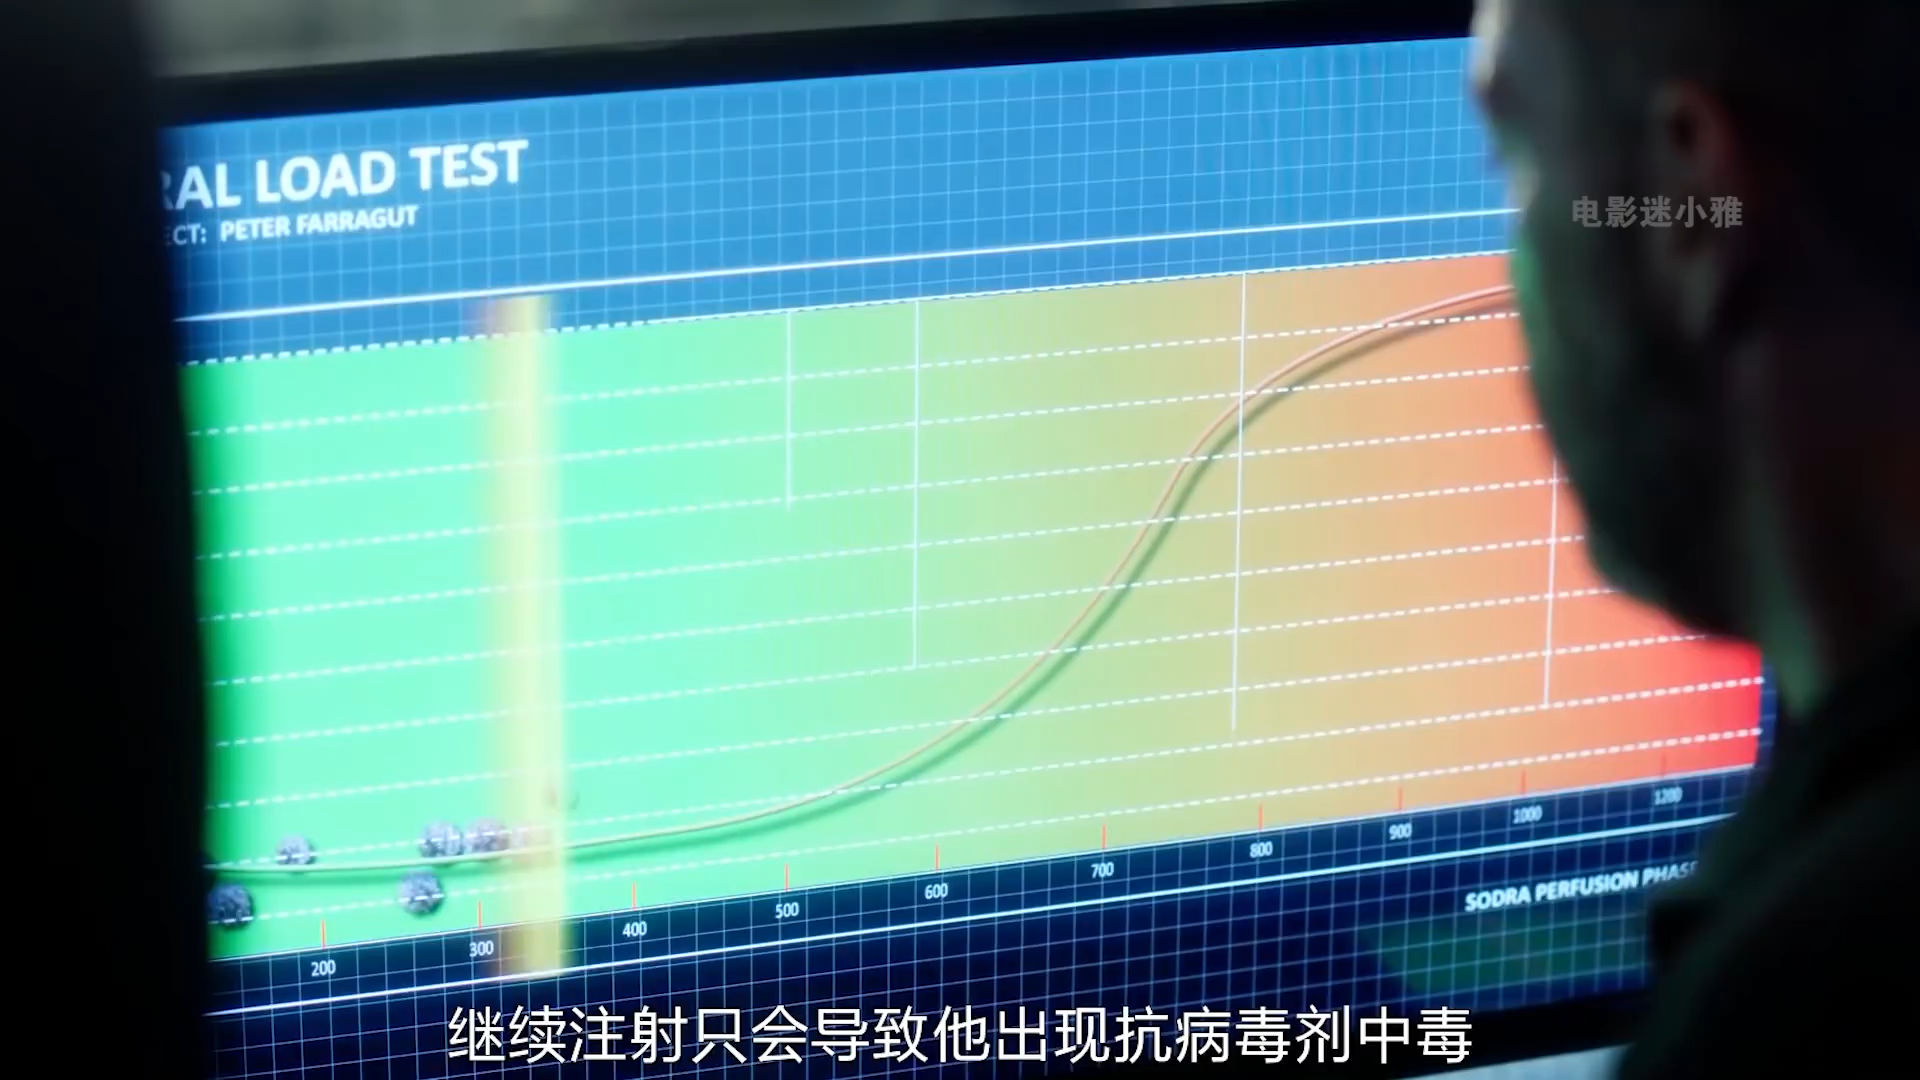 RAL LOAD TEST
ECT: PETER FARRAGUT
电影迷小雅
200 300 400 500 600 700 800 900 1000 1200
SODRA PERFUSION PHASE
继续注射只会导致他出现抗病毒剂中毒